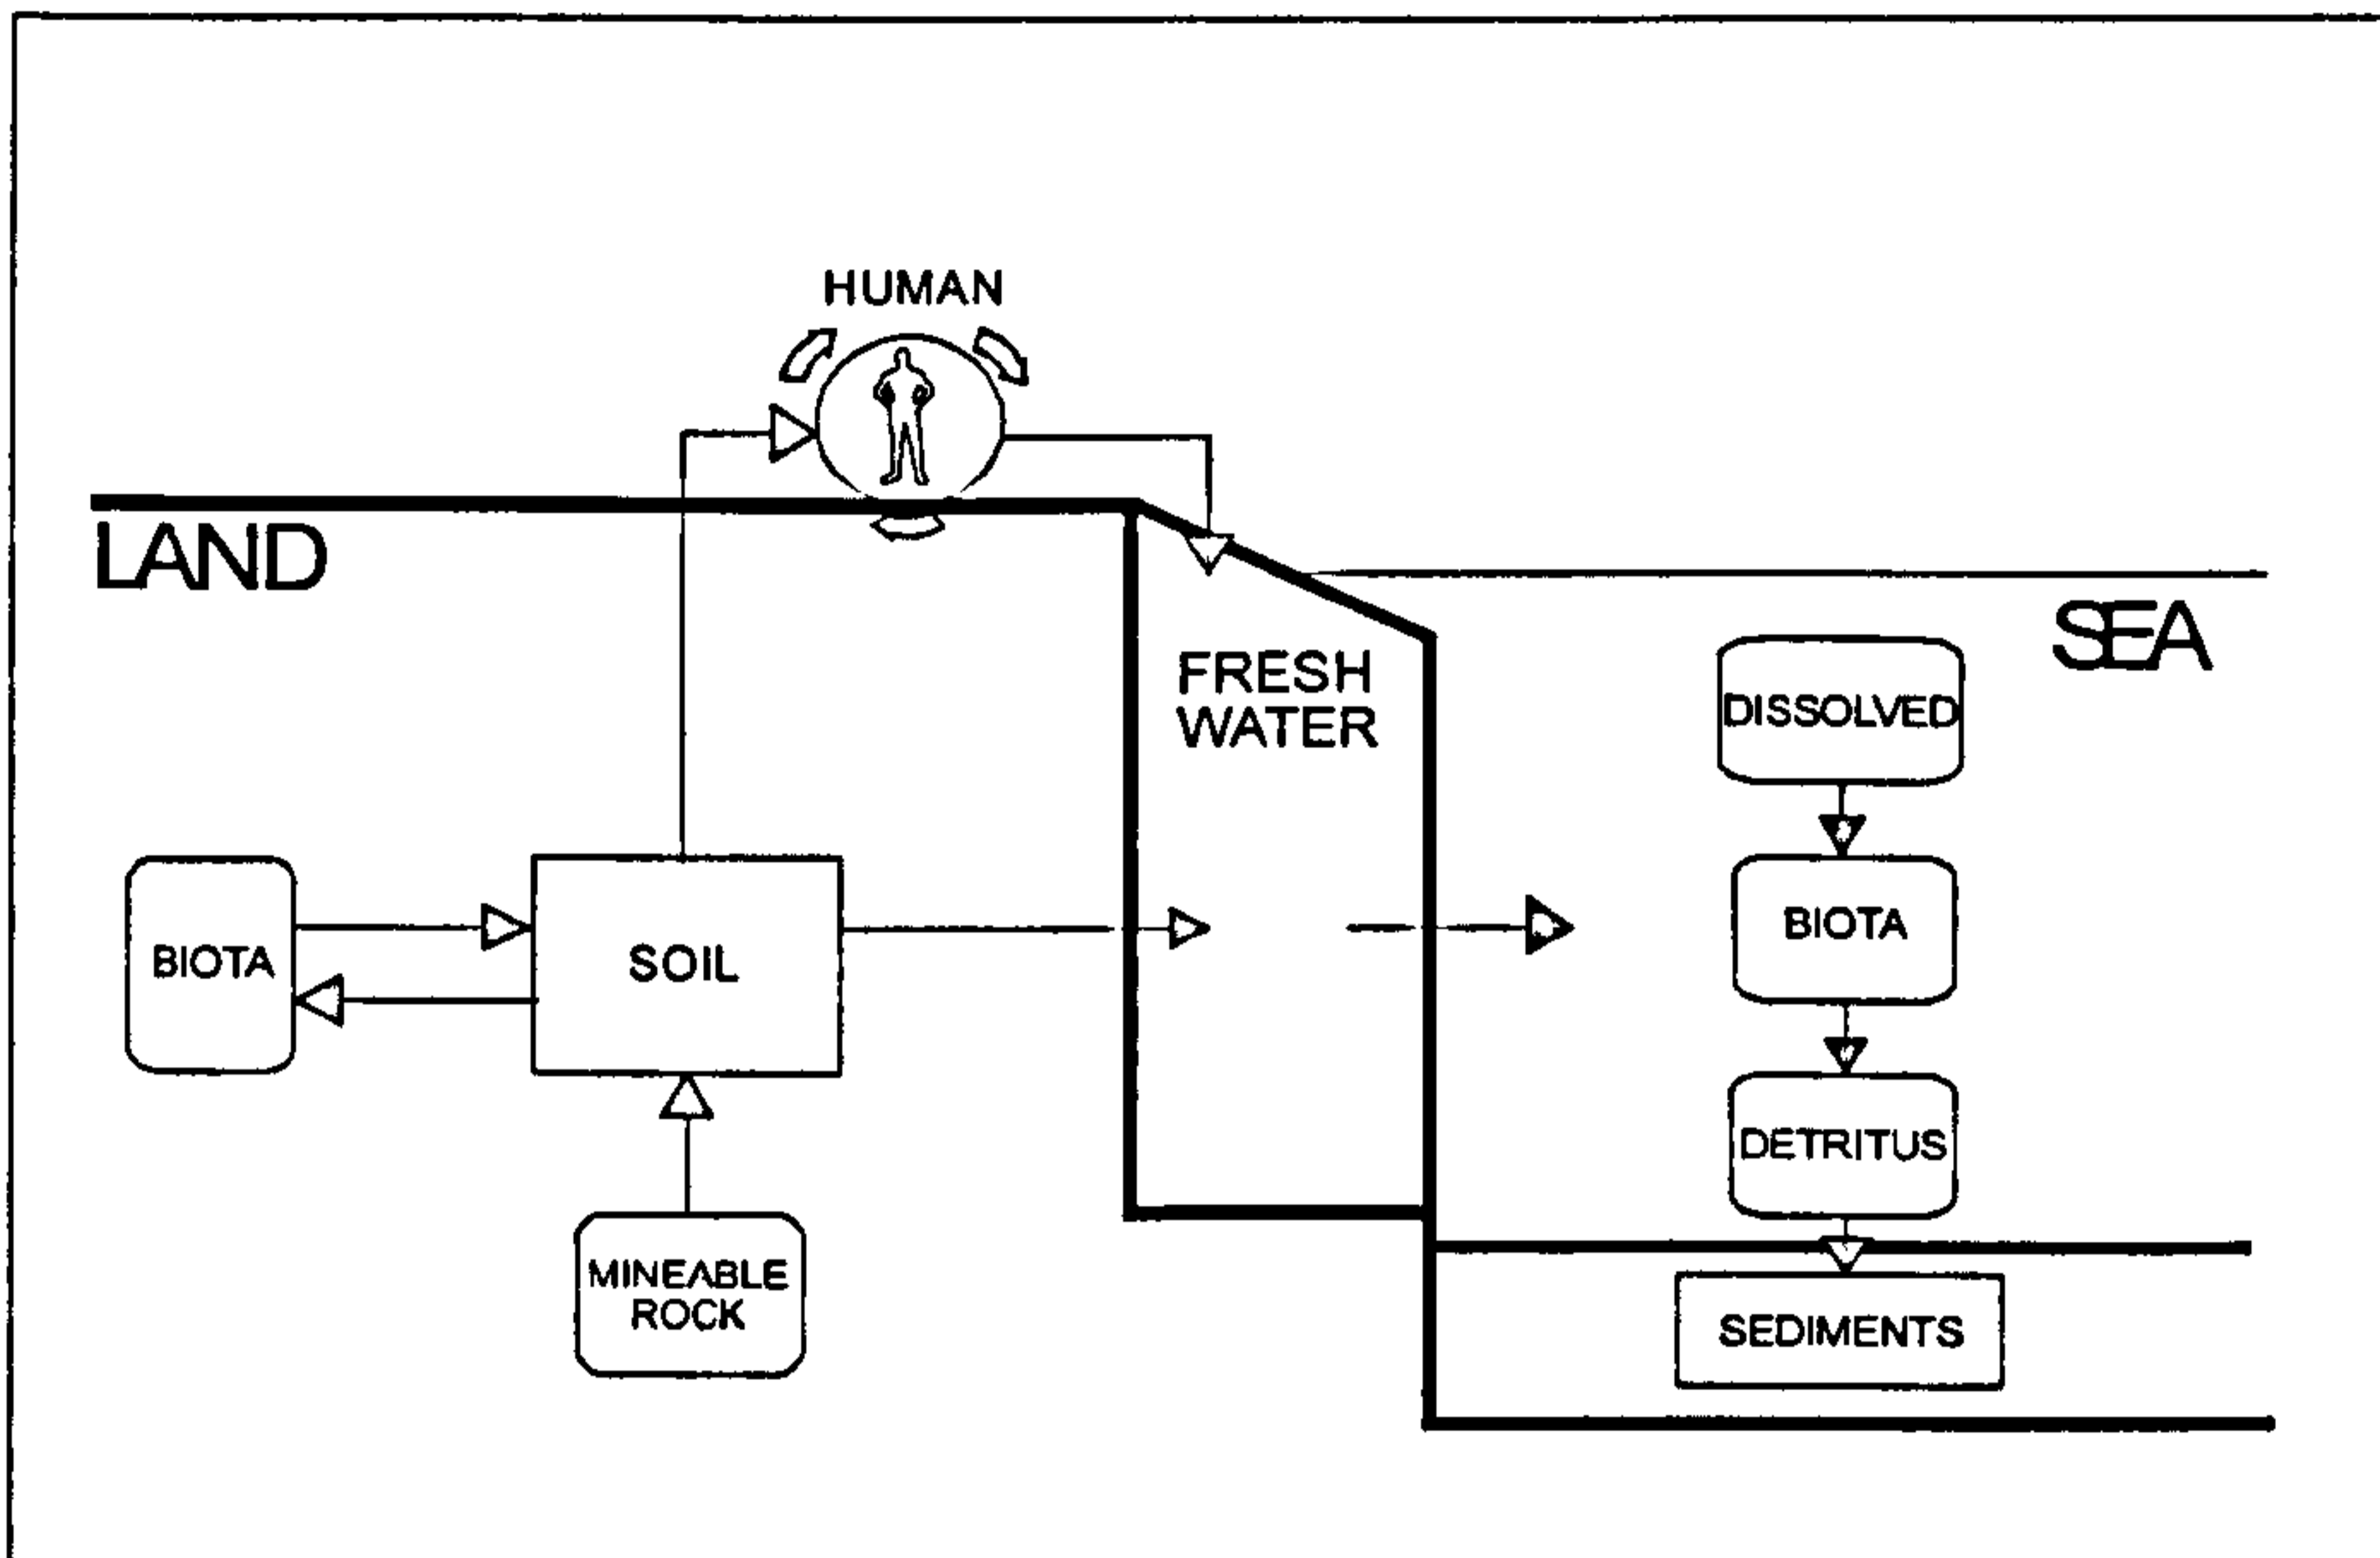 HUMAN
LAND
SEA
FRESH
WATER
DISSOLVED
BIOTA
SOIL
BIOTA
DETRITUS
MINEABLE
ROCK
SEDIMENTS